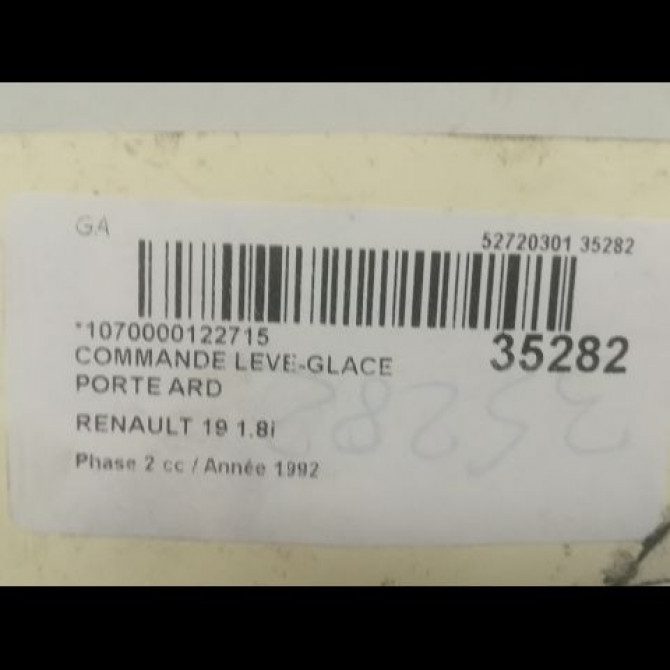 GA
52720301 35282
*1070000122715
35282
COMMANDE LEVE-GLACE
PORTE ARD
35282
RENAULT 19 1.8i
Phase 2 cc / Année 1992